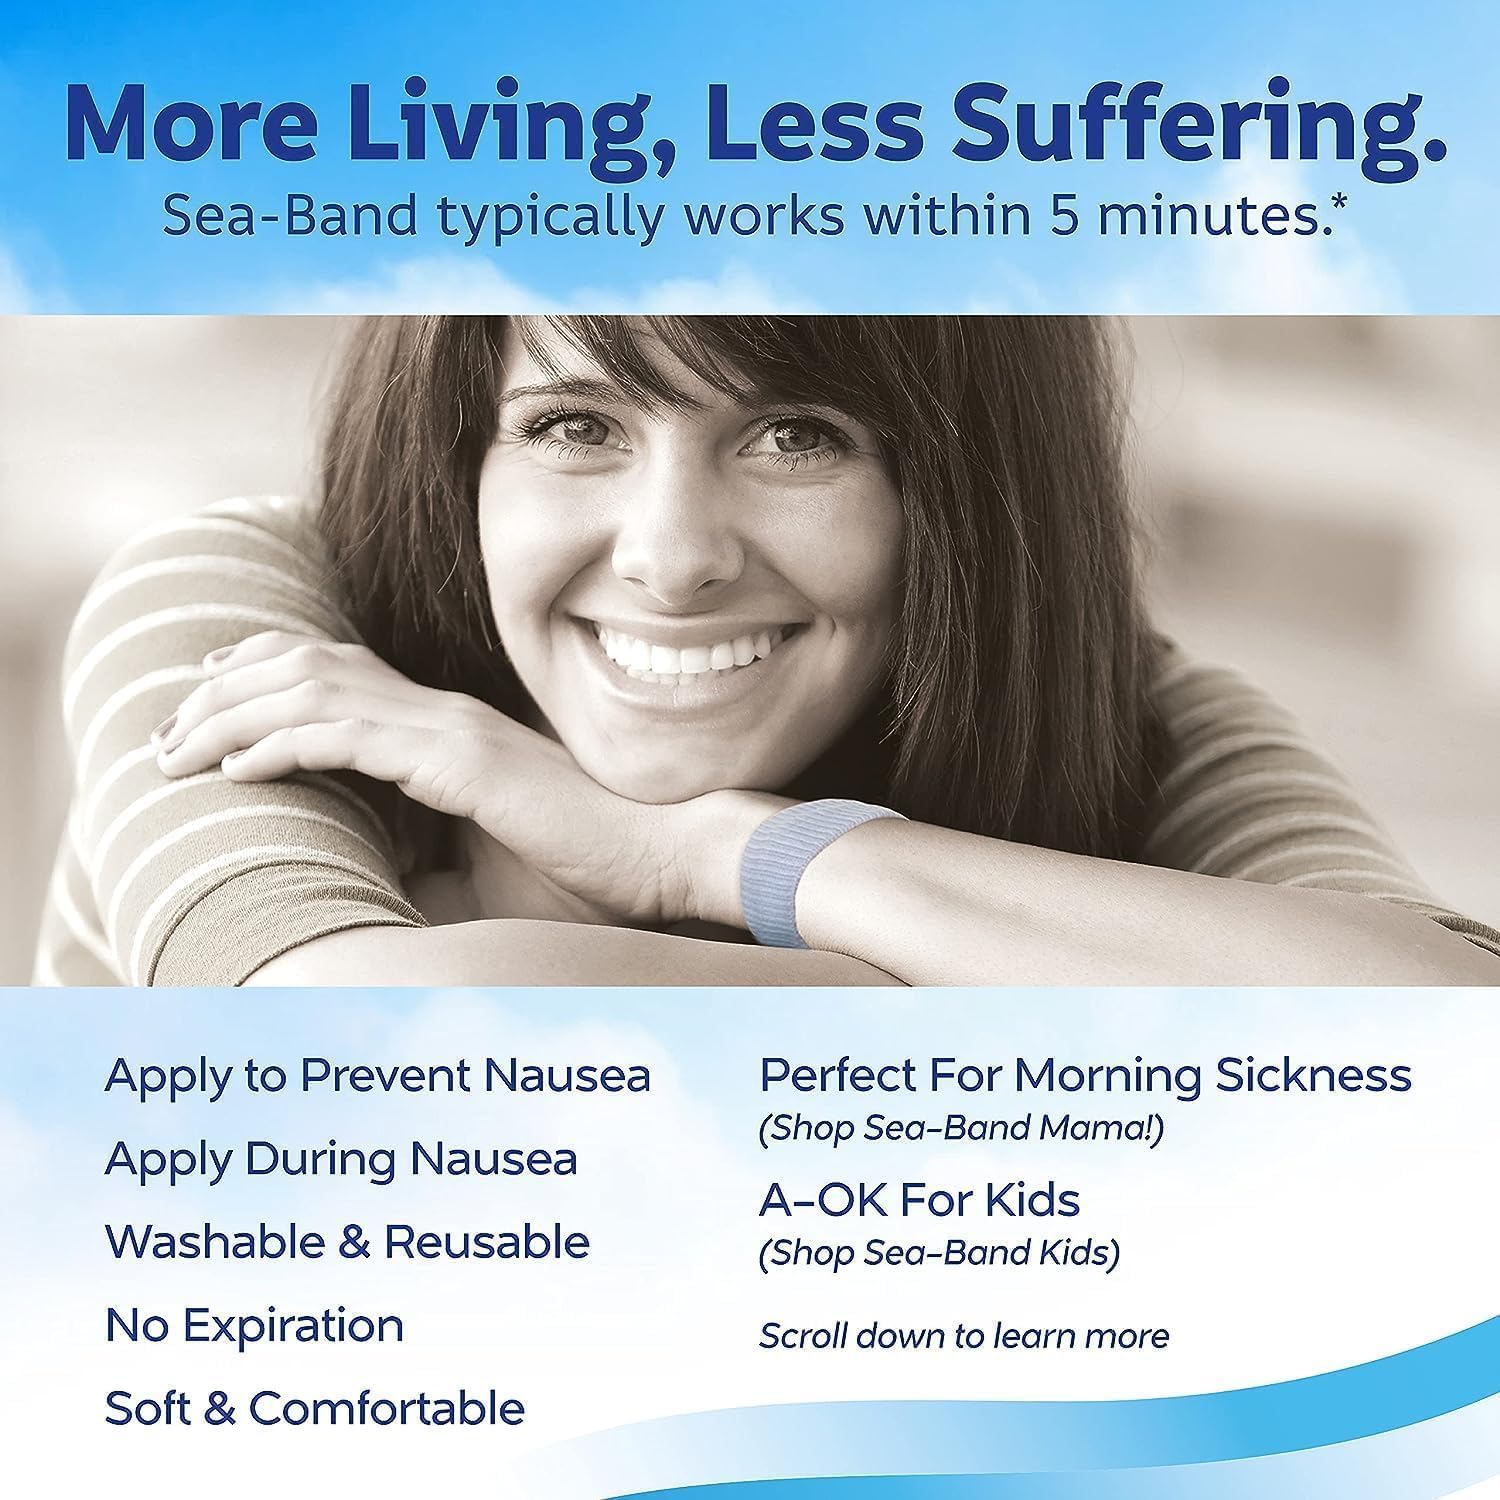 More Living, Less Suffering.
Sea-Band typically works within 5 minutes.*
Apply to Prevent Nausea
Apply During Nausea
Washable & Reusable
No Expiration
Soft & Comfortable
Perfect For Morning Sickness
(Shop Sea-Band Mama!)
A-OK For Kids
(Shop Sea-Band Kids)
Scroll down to learn more